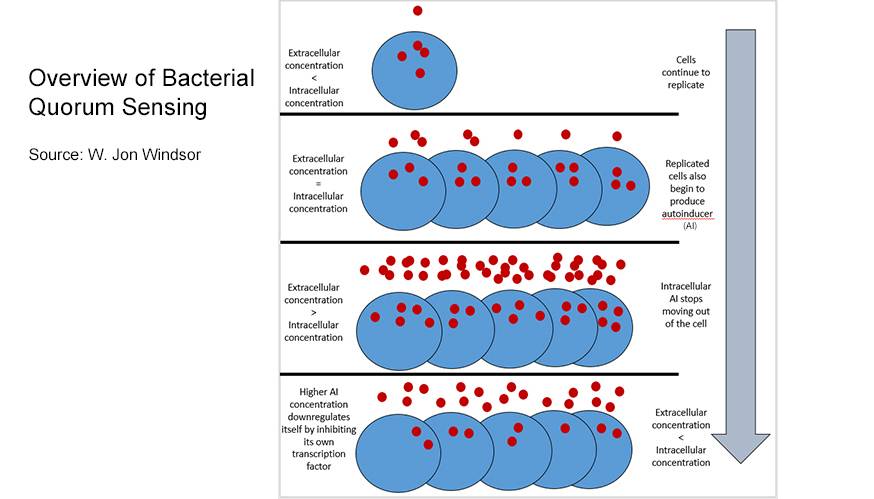 Overview of Bacterial
Quorum Sensing
Source: W. Jon Windsor
Extracellular
concentration
<
Intracellular
concentration
Cells
continue to
replicate
Extracellular
concentration
=
Intracellular
concentration
Replicated
cells also
begin to
produce
autoinducer
(AI)
Extracellular
concentration
>
Intracellular
concentration
Intracellular
AI stops
moving out
of the cell
Higher AI
concentration
downregulates
itself by inhibiting
its own
transcription
factor
Extracellular
concentration
<
Intracellular
concentration